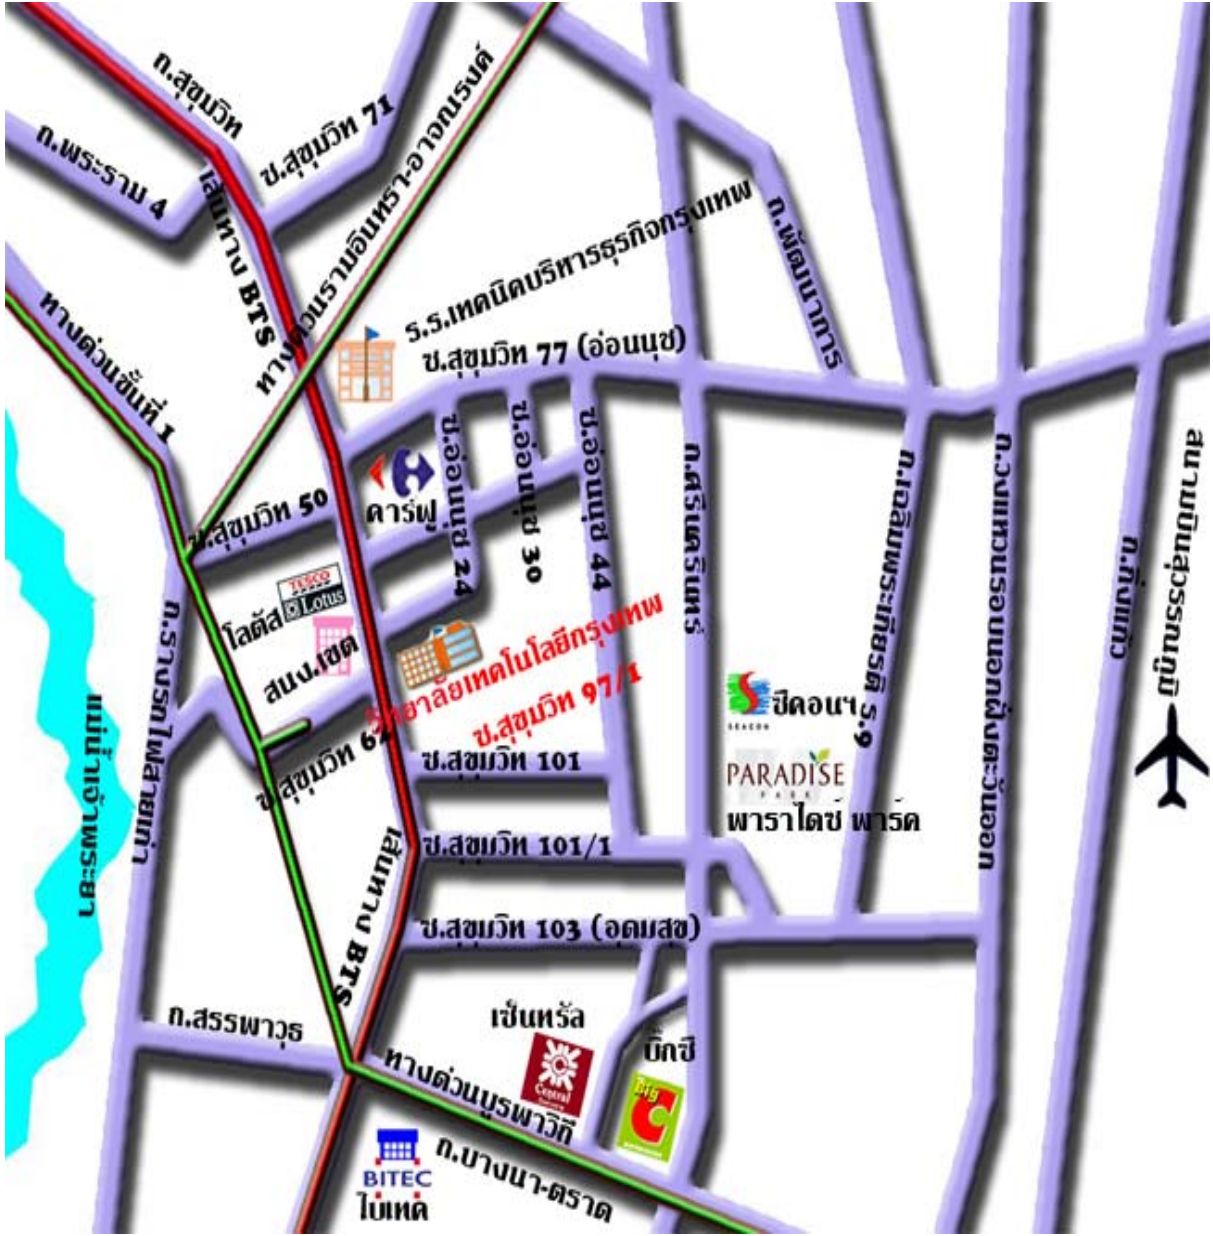 ถ.สุขุมวิท
ซ.สุขุมวิท 71
ถ.พระราม 4
เส้นทาง BTS
ทางด่วนรามอินทรา-อาจณรงค์
ร.ร.เทคนิคบริหารธุรกิจกรุงเทพ
ถ.พัฒนาการ
ทางด่วนขั้นที่ 1
ซ.สุขุมวิท 77 (อ่อนนุช)
ซ.อ่อนนุช 24
ซ.อ่อนนุช 30
ซ.อ่อนนุช 44
ถ.ศรีนครินทร์
ถ.เฉลิมพระเกียรติ ร.9
ถ.วงแหวนรอบนอกฝั่งตะวันออก
ถ.กิ่งแก้ว
สนามบินสุวรรณภูมิ
คาร์ฟู
ซ.สุขุมวิท 50
TESCO
Lotus
โลตัส
สนง.เขต
วิทยาลัยเทคโนโลยีกรุงเทพ
ซ.สุขุมวิท 97/1
ถ.รางรถไฟสายเก่า
แม่น้ำเจ้าพระยา
ซ.สุขุมวิท 62
ซีคอนฯ
SEACON
PARADISE
PARK
พาราไดซ์ พาร์ค
ซ.สุขุมวิท 101
ซ.สุขุมวิท 101/1
เส้นทาง BTS
ซ.สุขุมวิท 103 (อุดมสุข)
ถ.สรรพาวุธ
เซ็นทรัล
Central
บิ๊กซี
Big
C
ทางด่วนบูรพาวิถี
ถ.บางนา-ตราด
BITEC
ไบเทค